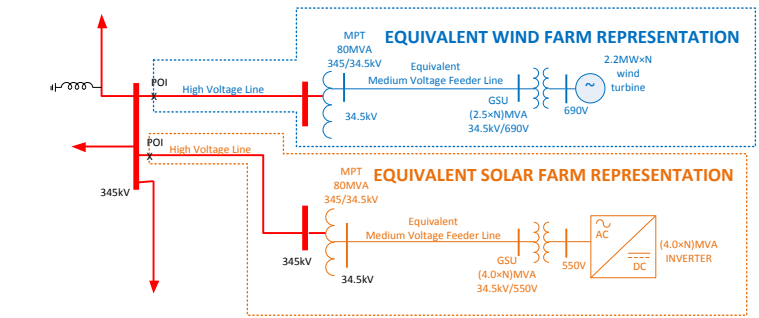 EQUIVALENT WIND FARM REPRESENTATION
MPT
80MVA
345/34.5kV
Equivalent
Medium Voltage Feeder Line
2.2MW×N
wind
turbine
POI
High Voltage Line
34.5kV
GSU
(2.5×N)MVA
34.5kV/690V
690V
~
POI
High Voltage Line
345kV
EQUIVALENT SOLAR FARM REPRESENTATION
MPT
80MVA
345/34.5kV
Equivalent
Medium Voltage Feeder Line
AC
DC
(4.0×N)MVA
INVERTER
345kV
34.5kV
GSU
(4.0×N)MVA
34.5kV/550V
550V